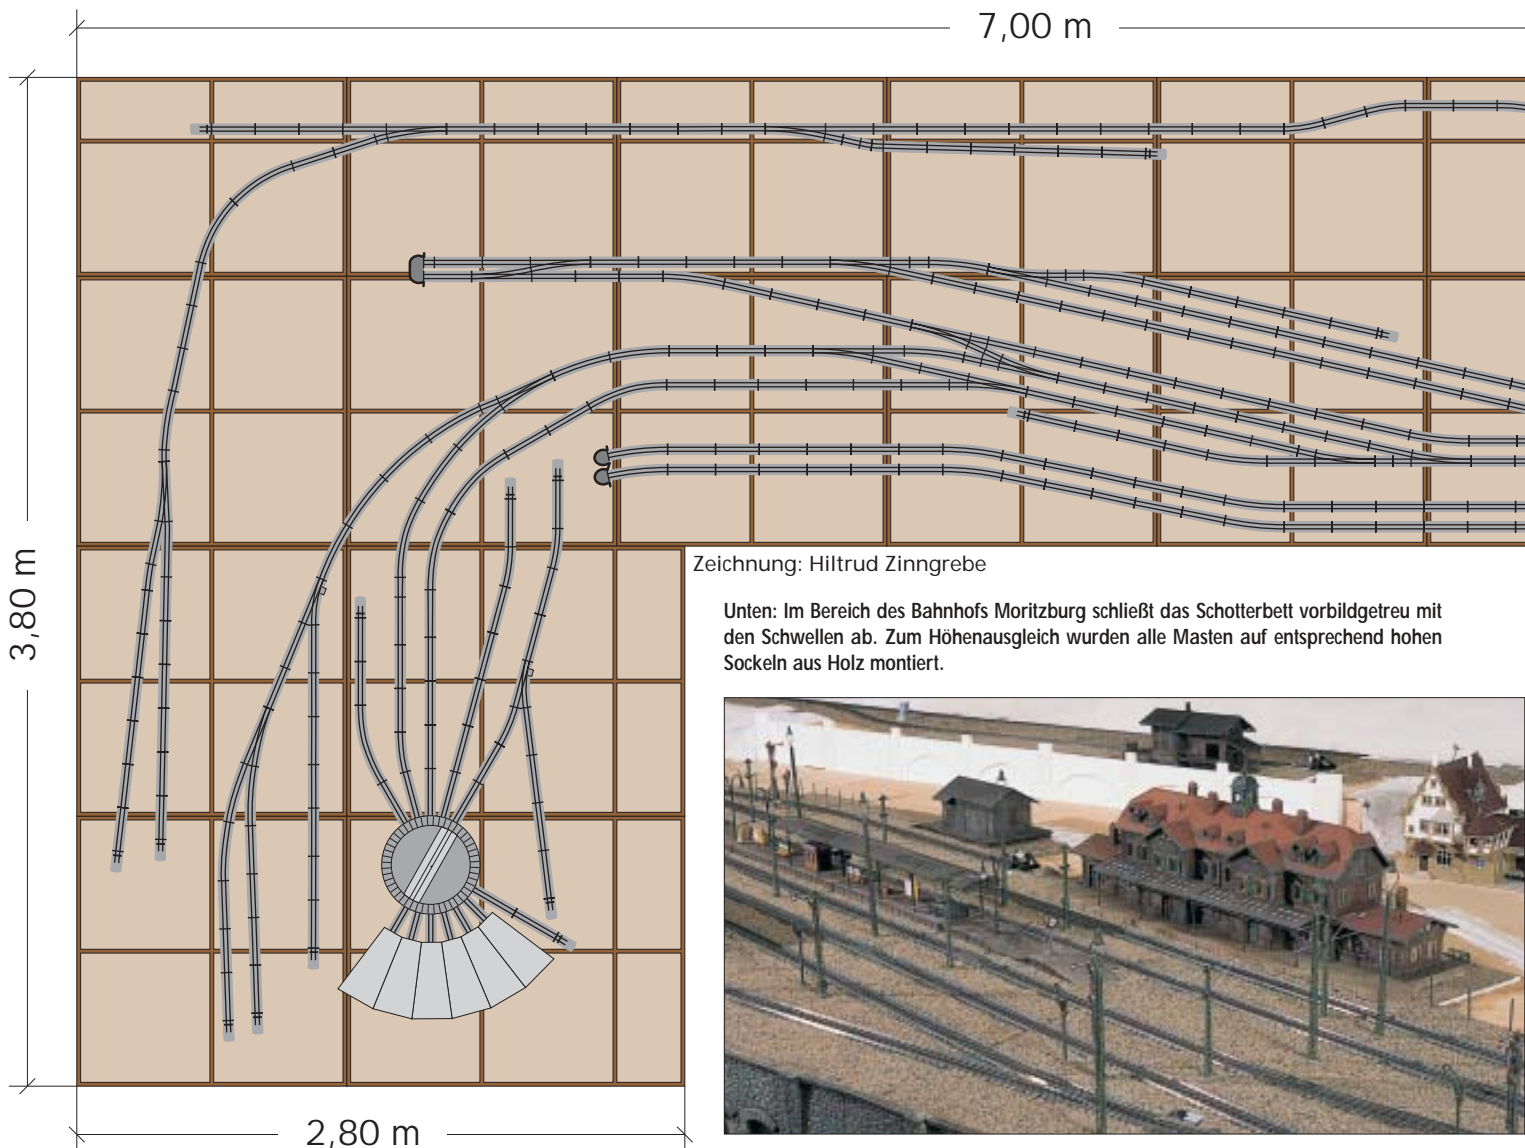 7,00 m
3,80 m
Zeichnung: Hiltrud Zinngrebe
Unten: Im Bereich des Bahnhofs Moritzburg schließt das Schotterbett vorbildgetreu mit
den Schwellen ab. Zum Höhenausgleich wurden alle Masten auf entsprechend hohen
Sockeln aus Holz montiert.
2,80 m